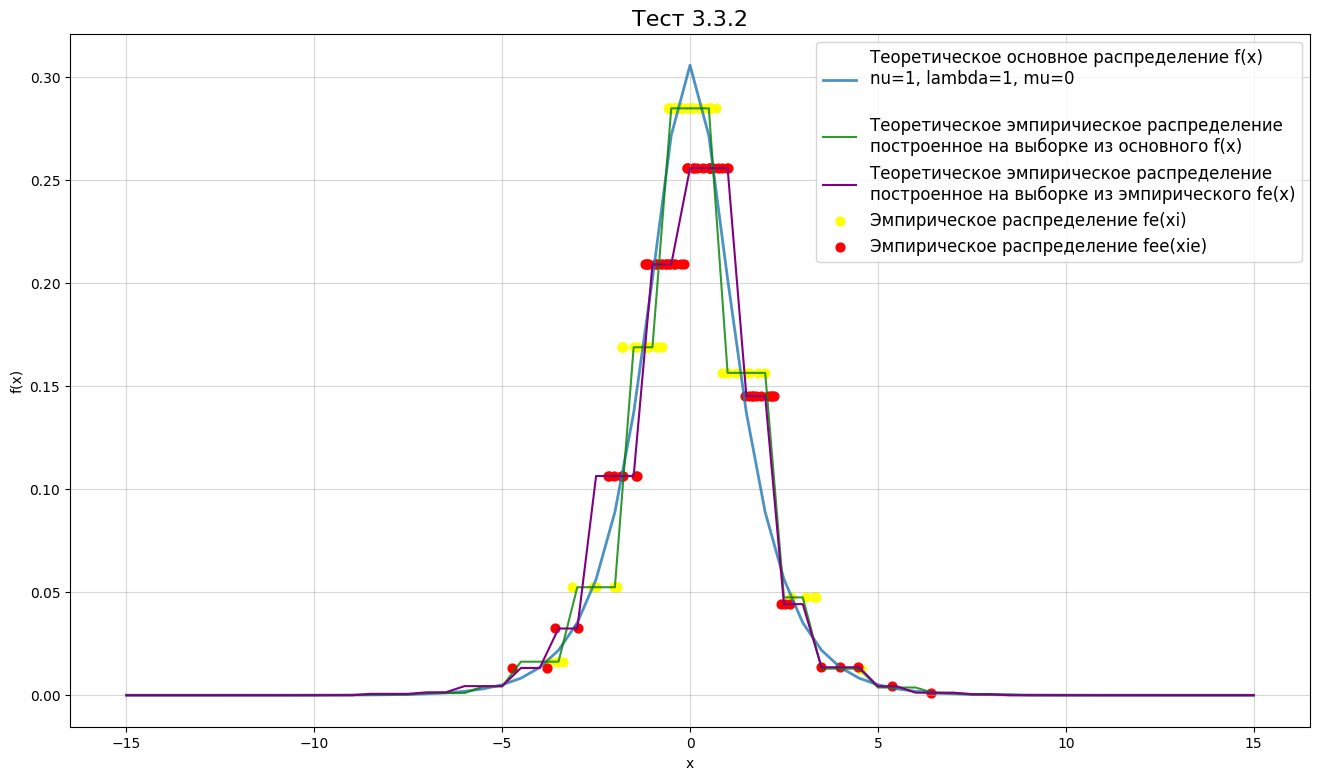 Тест 3.3.2
Теоретическое основное распределение f(x)
nu=1, lambda=1, mu=0
Теоретическое эмпиричиеское распределение
построенное на выборке из основного f(x)
Теоретическое эмпирическое распределение
построенное на выборке из эмпирического fe(x)
Эмпирическое распределение fe(xi)
Эмпирическое распределение fee(xie)
f(x)
0.30
0.25
0.20
0.15
0.10
0.05
0.00
−15
−10
−5
0
5
10
15
x